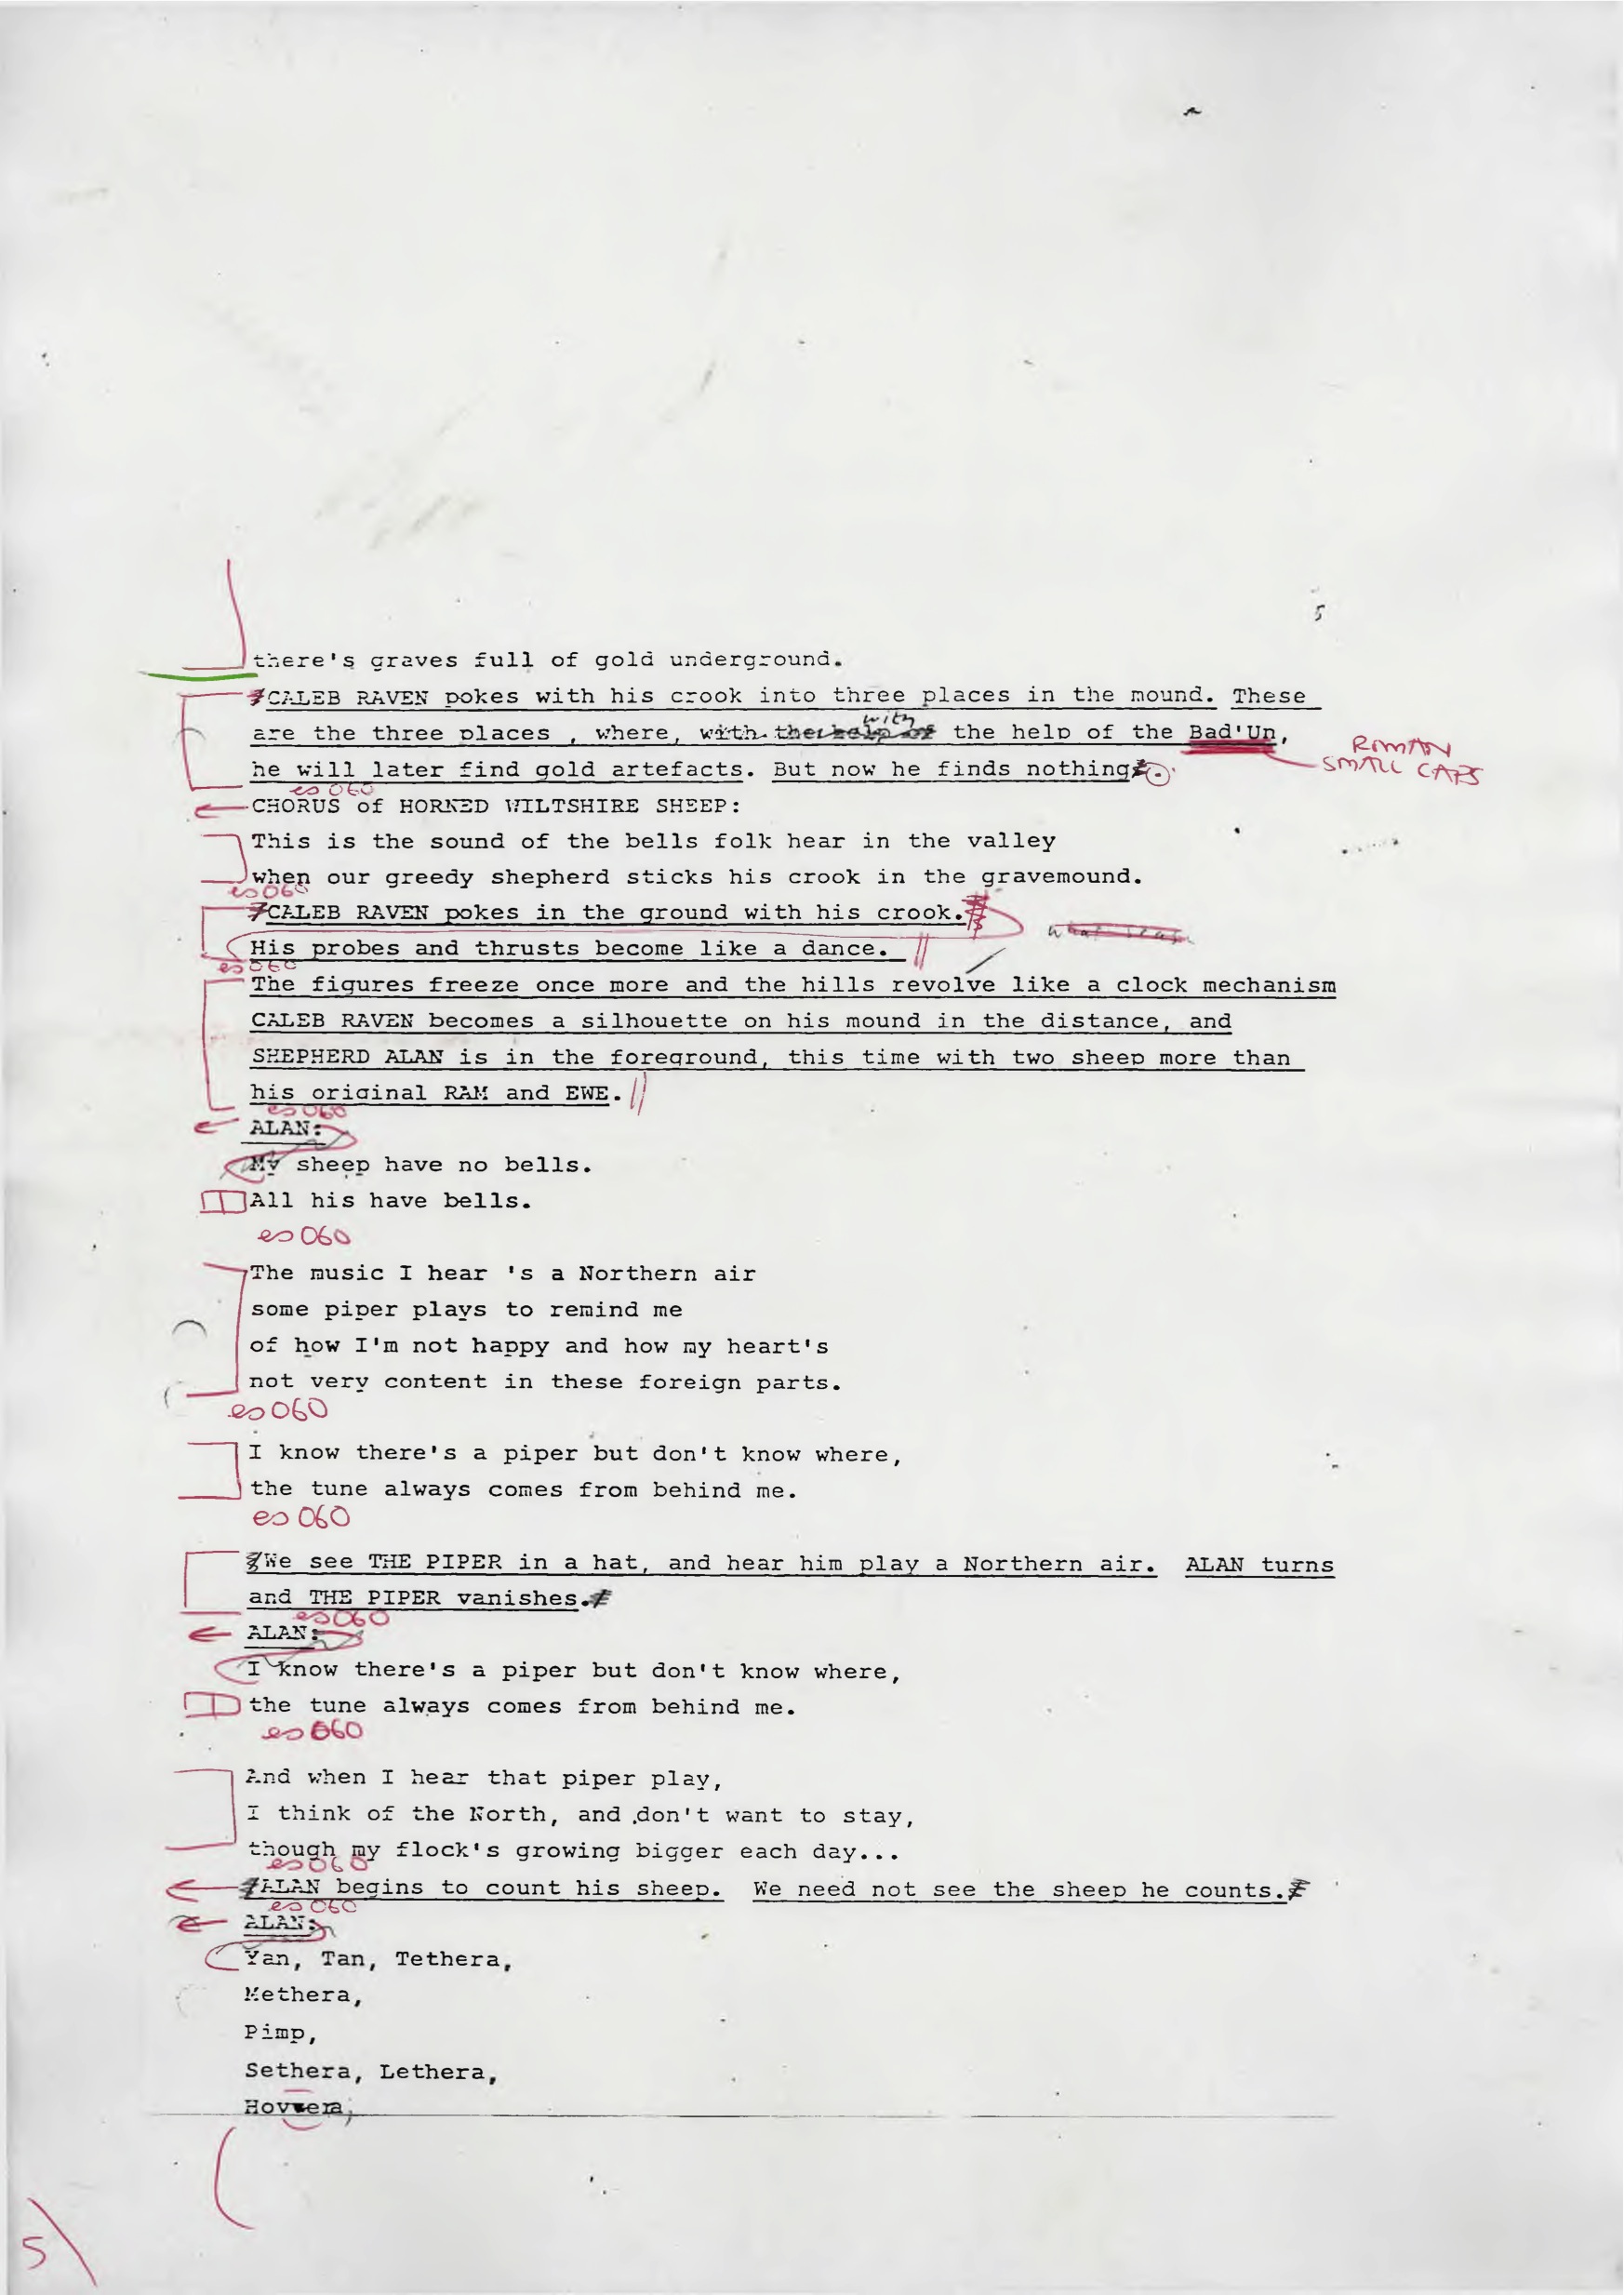 5
there's graves full of gold underground.
CALEB RAVEN pokes with his crook into three places in the mound. These
with
are the three places , where, with the help of the help of the Bad'Un,
ROMAN
SMALL CAPS
he will later find gold artefacts. But now he finds nothing.
es 060
CHORUS of HORNED WILTSHIRE SHEEP:
This is the sound of the bells folk hear in the valley
when our greedy shepherd sticks his crook in the gravemound.
es 060
CALEB RAVEN pokes in the ground with his crook.
His probes and thrusts become like a dance.
es 060
The figures freeze once more and the hills revolve like a clock mechanism
CALEB RAVEN becomes a silhouette on his mound in the distance, and
SHEPHERD ALAN is in the foreground, this time with two sheep more than
his original RAM and EWE.
es 060
ALAN:
My sheep have no bells.
All his have bells.
es 060
The music I hear 's a Northern air
some piper plays to remind me
of how I'm not happy and how my heart's
not very content in these foreign parts.
es 060
I know there's a piper but don't know where,
the tune always comes from behind me.
es 060
We see THE PIPER in a hat, and hear him play a Northern air. ALAN turns
and THE PIPER vanishes.
es 060
ALAN:
I know there's a piper but don't know where,
the tune always comes from behind me.
es 060
And when I hear that piper play,
I think of the North, and don't want to stay,
though my flock's growing bigger each day...
es 060
ALAN begins to count his sheep. We need not see the sheep he counts.
es 060
ALAN:
Yan, Tan, Tethera,
Methera,
Pimp,
Sethera, Lethera,
Hovera,
5